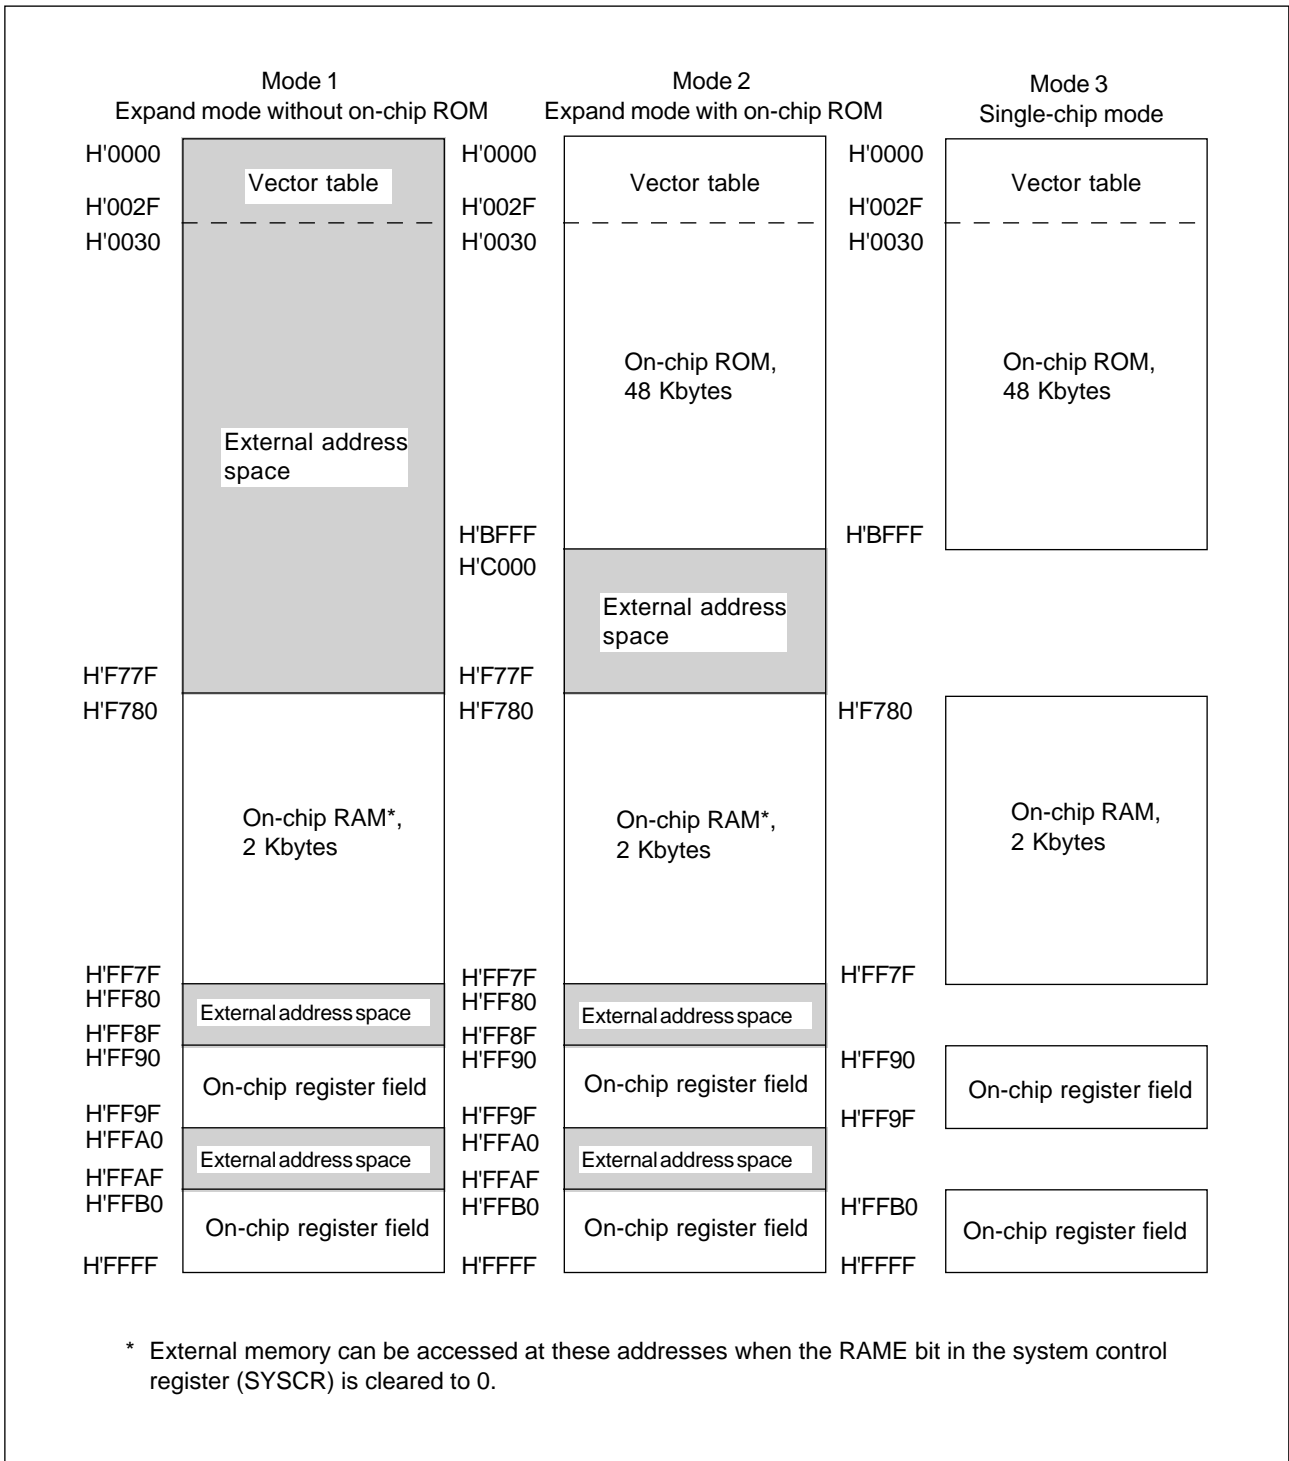 Mode 1
Expand mode without on-chip ROM
Mode 2
Expand mode with on-chip ROM
Mode 3
Single-chip mode
H'0000
Vector table
H'002F
H'0030
External address
space
H'F77F
H'F780
On-chip RAM*,
2 Kbytes
H'FF7F
H'FF80
External address space
H'FF8F
H'FF90
On-chip register field
H'FF9F
H'FFA0
External address space
H'FFAF
H'FFB0
On-chip register field
H'FFFF
H'0000
Vector table
H'002F
H'0030
On-chip ROM,
48 Kbytes
H'BFFF
H'C000
External address
space
H'F77F
H'F780
On-chip RAM*,
2 Kbytes
H'FF7F
H'FF80
External address space
H'FF8F
H'FF90
On-chip register field
H'FF9F
H'FFA0
External address space
H'FFAF
H'FFB0
On-chip register field
H'FFFF
H'0000
Vector table
H'002F
H'0030
On-chip ROM,
48 Kbytes
H'BFFF
H'F780
On-chip RAM,
2 Kbytes
H'FF7F
H'FF90
On-chip register field
H'FF9F
H'FFB0
On-chip register field
H'FFFF
* External memory can be accessed at these addresses when the RAME bit in the system control
register (SYSCR) is cleared to 0.